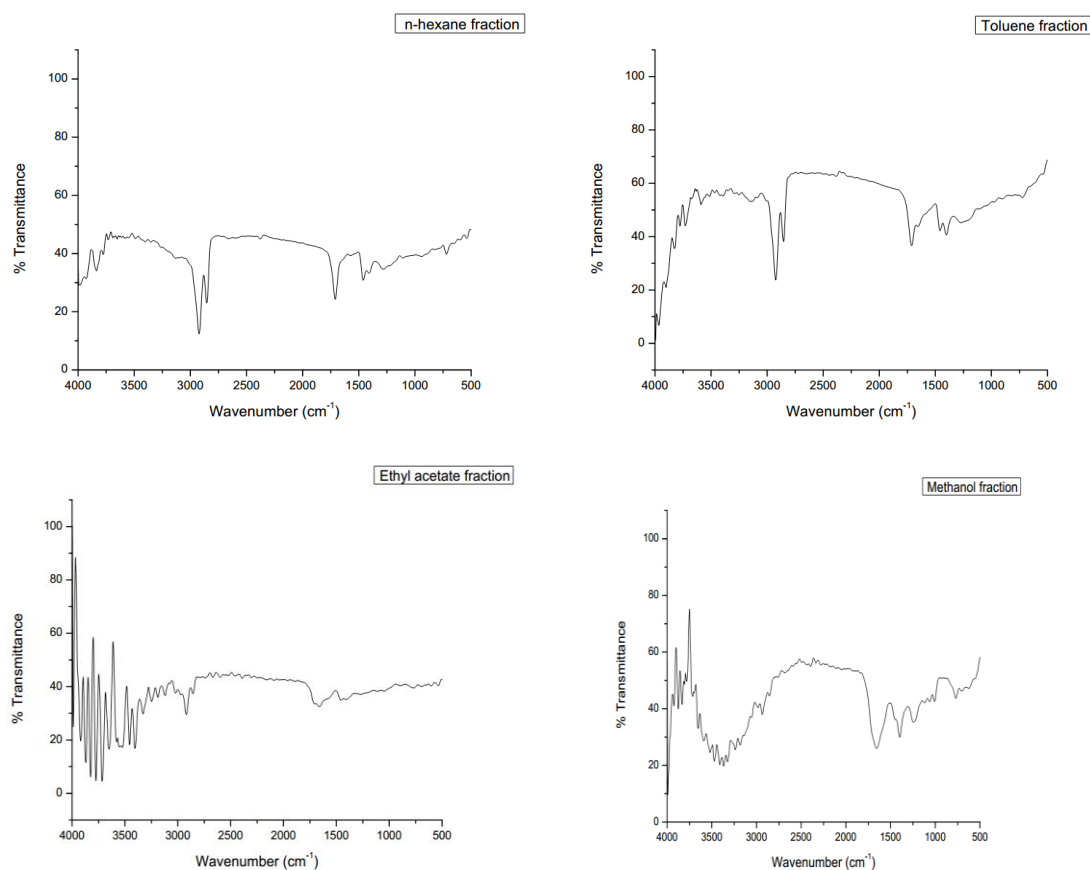 n-hexane fraction
100
80
60
40
20
0
% Transmittance
4000 3500 3000 2500 2000 1500 1000 500
Wavenumber (cm⁻¹)
Toluene fraction
100
80
60
40
20
0
% Transmittance
4000 3500 3000 2500 2000 1500 1000 500
Wavenumber (cm⁻¹)
Ethyl acetate fraction
100
80
60
40
20
0
% Transmittance
4000 3500 3000 2500 2000 1500 1000 500
Wavenumber (cm⁻¹)
Methanol fraction
100
80
60
40
20
0
% Transmittance
4000 3500 3000 2500 2000 1500 1000 500
Wavenumber (cm⁻¹)